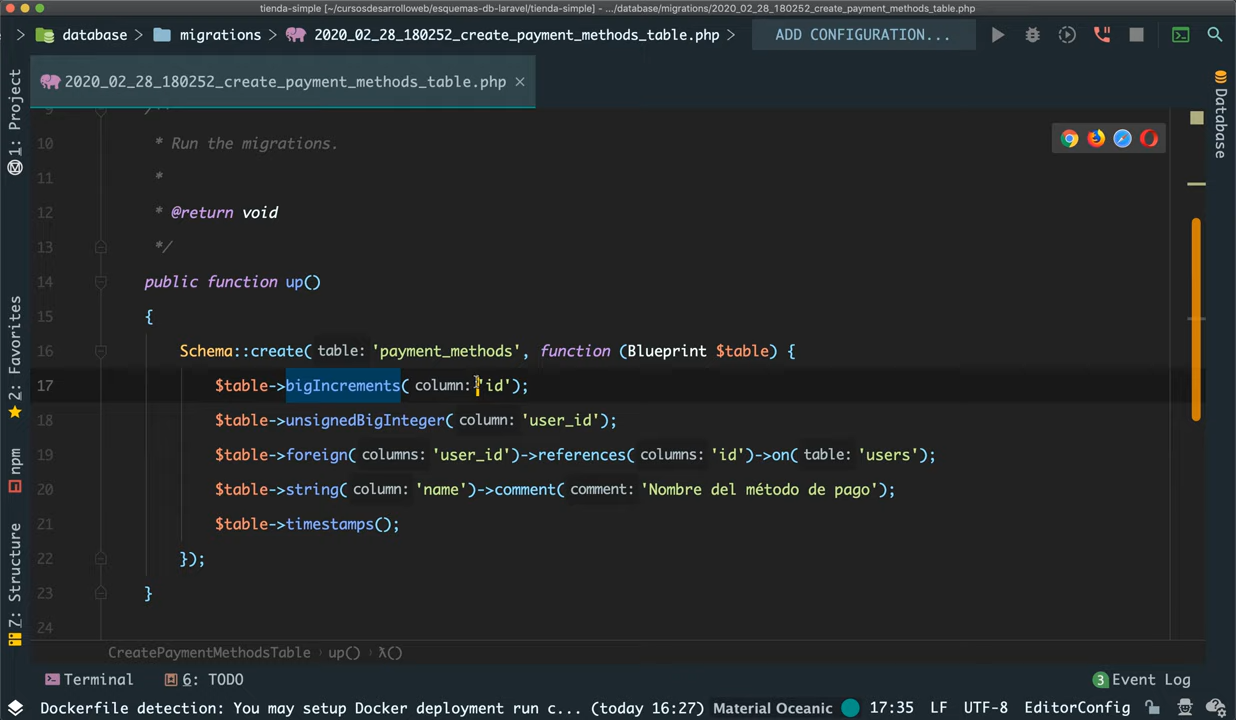 tienda-simple [~/cursosdesarrolloweb/esquemas-db-laravel/tienda-simple] – .../database/migrations/2020_02_28_180252_create_payment_methods_table.php
database migrations 2020_02_28_180252_create_payment_methods_table.php ADD CONFIGURATION...
2020_02_28_180252_create_payment_methods_table.php ×
1: Project
2: Favorites
npm
7: Structure
Database
9 /**
10 * Run the migrations.
11 *
12 * @return void
13 */
14 public function up()
15 {
16 Schema::create( table: 'payment_methods', function (Blueprint $table) {
17 $table->bigIncrements( column: 'id');
18 $table->unsignedBigInteger( column: 'user_id');
19 $table->foreign( columns: 'user_id')->references( columns: 'id')->on( table: 'users');
20 $table->string( column: 'name')->comment( comment: 'Nombre del método de pago');
21 $table->timestamps();
22 });
23 }
24
CreatePaymentMethodsTable › up() › λ()
Terminal 6: TODO 3 Event Log
Dockerfile detection: You may setup Docker deployment run c... (today 16:27) Material Oceanic 17:35 LF UTF-8 EditorConfig